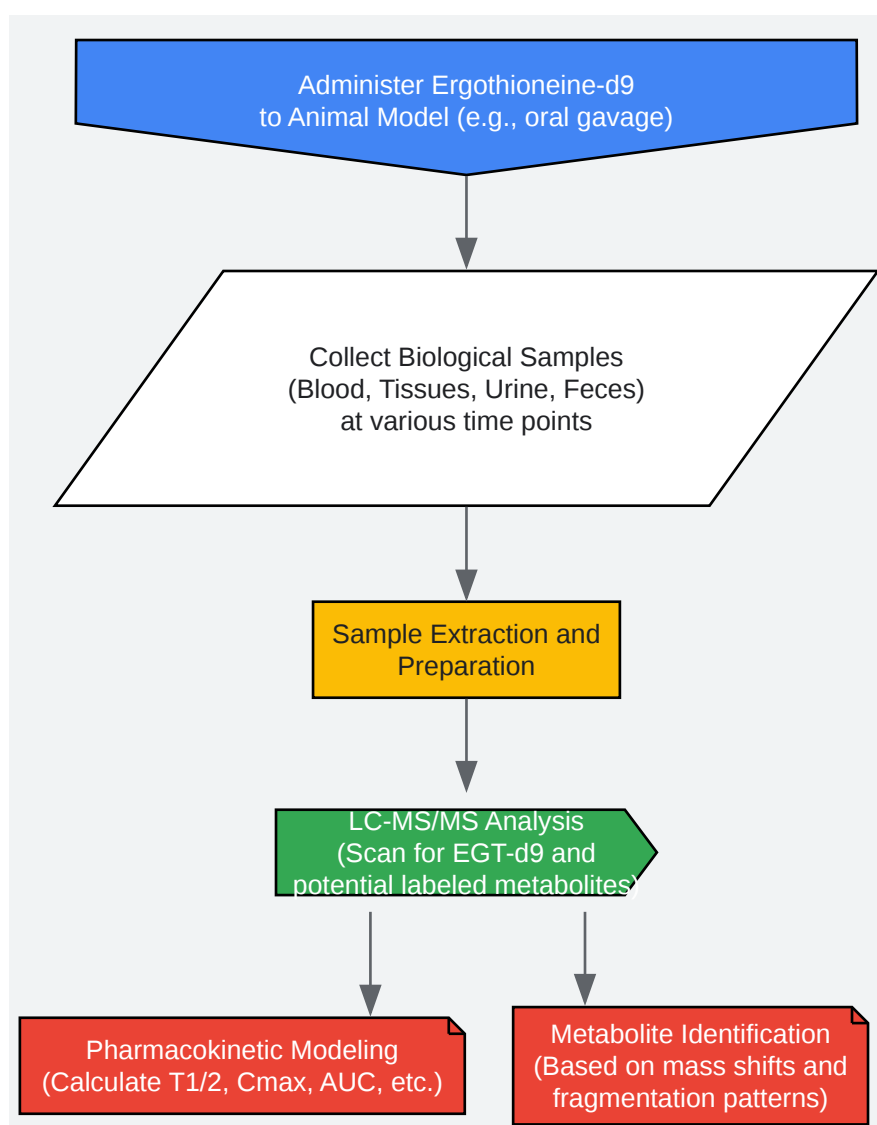 Administer Ergothioneine-d9
to Animal Model (e.g., oral gavage)
Collect Biological Samples
(Blood, Tissues, Urine, Feces)
at various time points
Sample Extraction and
Preparation
LC-MS/MS Analysis
(Scan for EGT-d9 and
potential labeled metabolites)
Pharmacokinetic Modeling
(Calculate T1/2, Cmax, AUC, etc.)
Metabolite Identification
(Based on mass shifts and
fragmentation patterns)